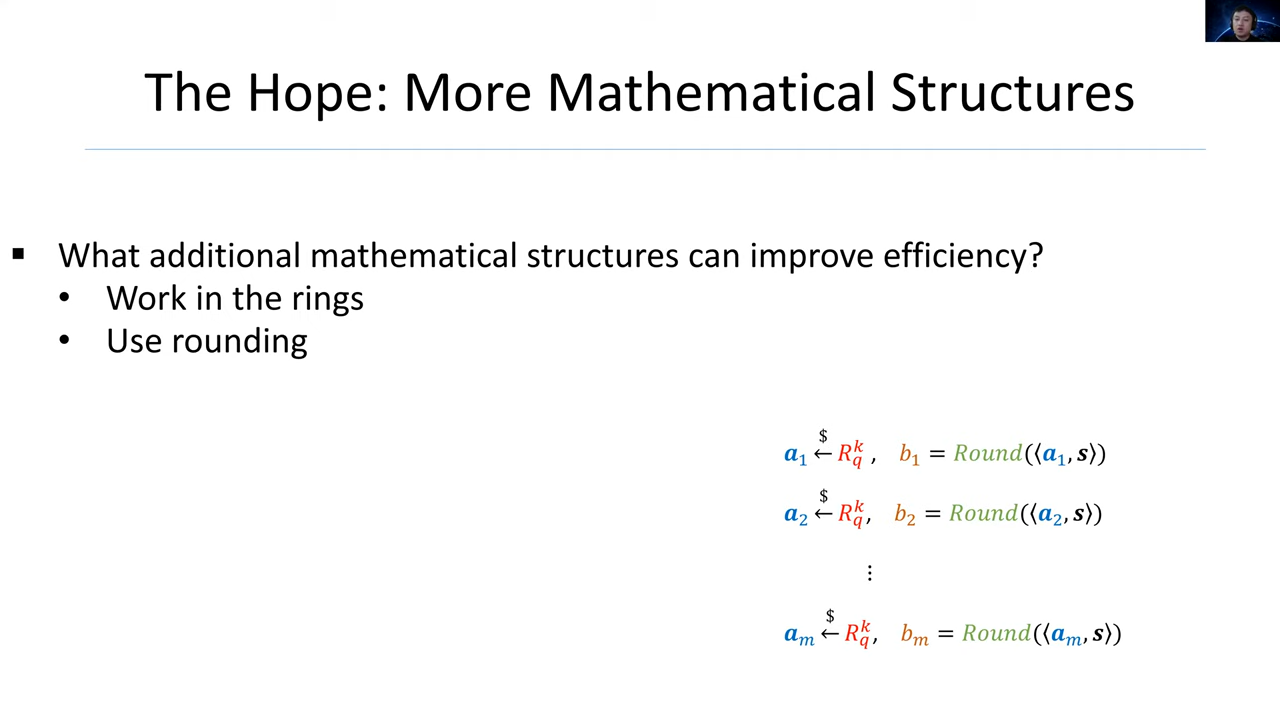 The Hope: More Mathematical Structures
▪ What additional mathematical structures can improve efficiency?
• Work in the rings
• Use rounding
𝒂₁ ←$ R_q^k , b₁ = Round(⟨𝒂₁, 𝒔⟩)
𝒂₂ ←$ R_q^k, b₂ = Round(⟨𝒂₂, 𝒔⟩)
⋮
𝒂ₘ ←$ R_q^k, bₘ = Round(⟨𝒂ₘ, 𝒔⟩)